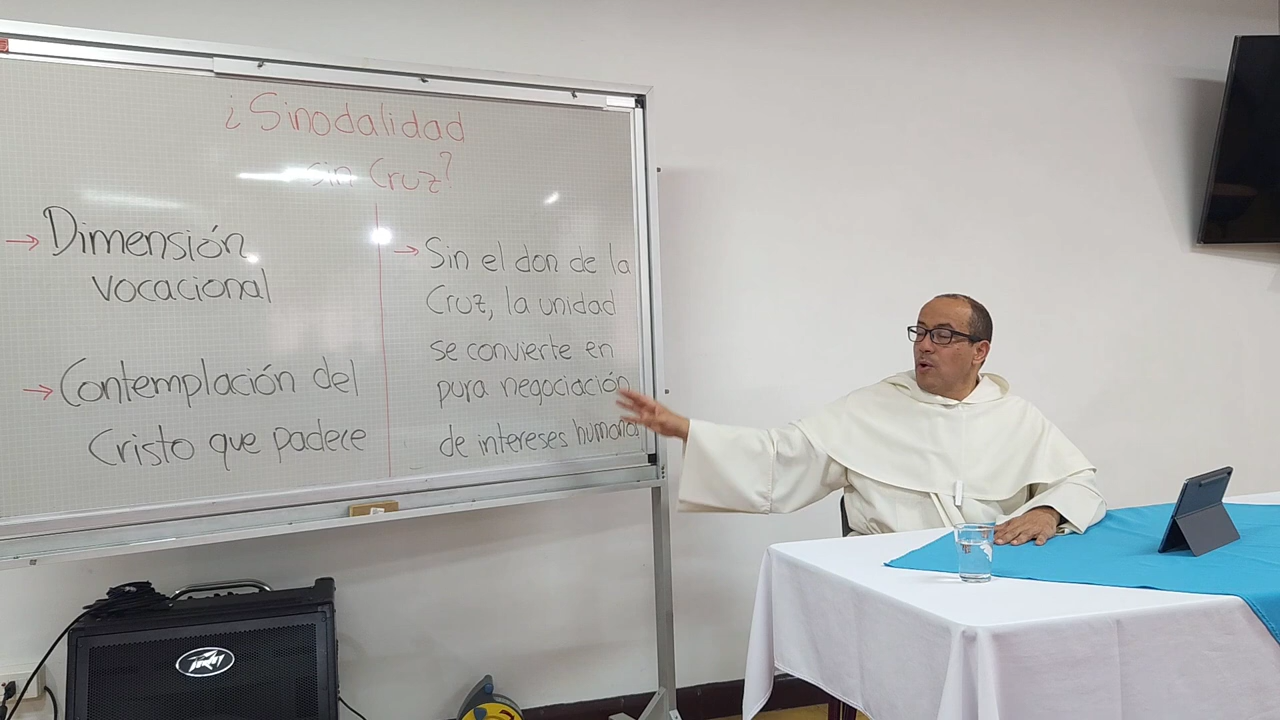 ¿Sinodalidad
sin Cruz?
→ Dimensión
vocacional
→ Contemplación del
Cristo que padece
→ Sin el don de la
Cruz, la unidad
se convierte en
pura negociación
de intereses humanos
PEAVEY